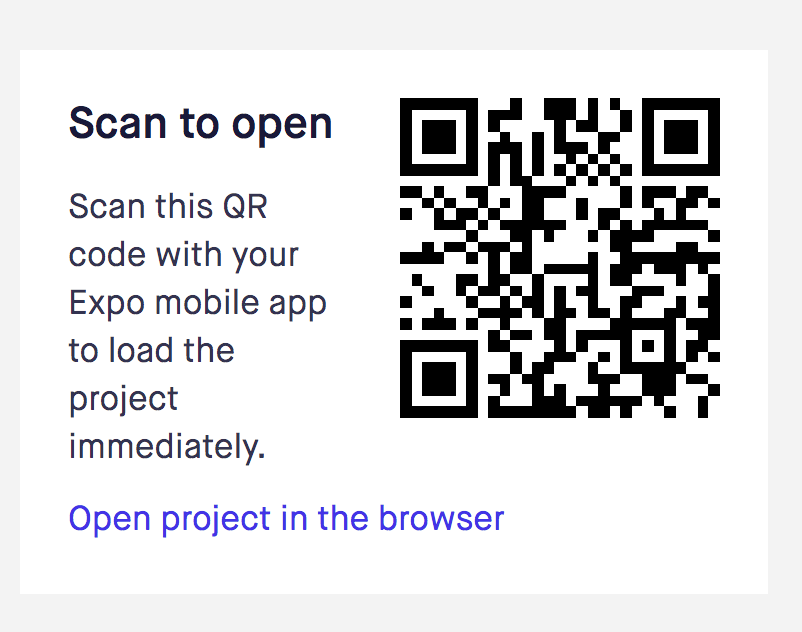 Scan to open
Scan this QR
code with your
Expo mobile app
to load the
project
immediately.
Open project in the browser